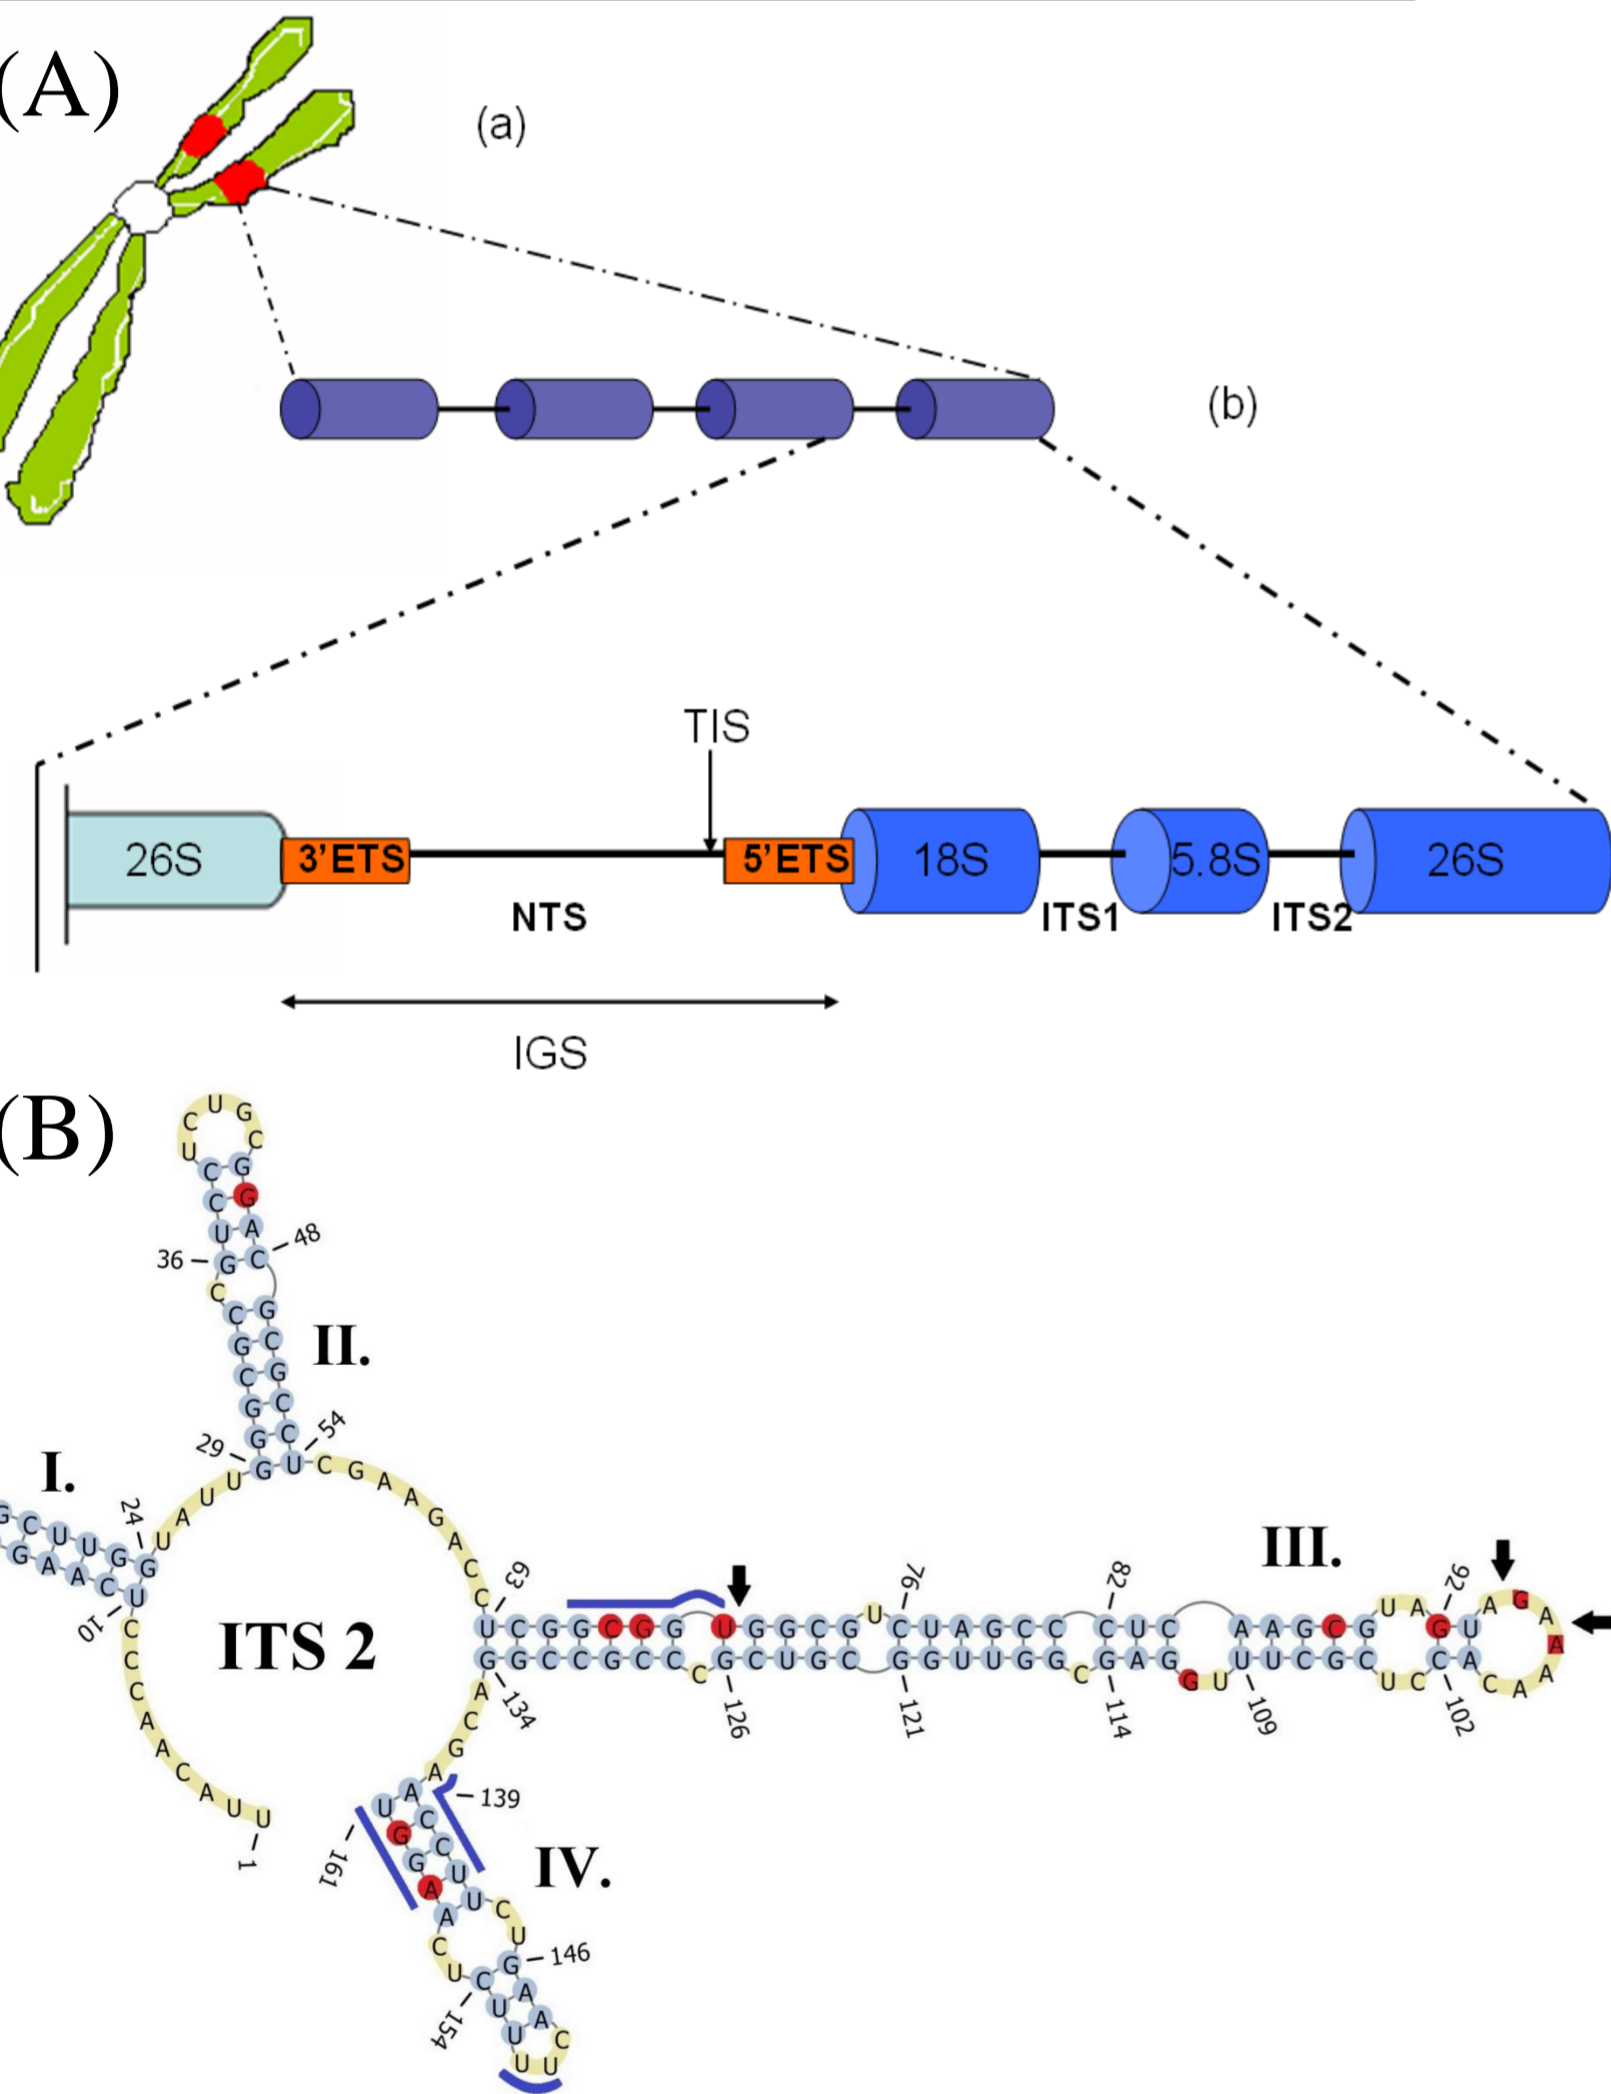 (A)
(a)
(b)
TIS
26S 3’ETS 5’ETS 18S 5.8S 26S
NTS ITS1 ITS2
IGS
(B)
48
36
II.
54
29
I.
24
10
ITS 2
1
63
76
82
III.
92
U C G G C G G U G G C G U C U A G C C C U C A A G C G U A G U A G A
G G C C G C C C G C U G C G G U U G G C G A G G U U U C G C U C C A C A A
134
126
121
114
109
102
139
161
IV.
146
154